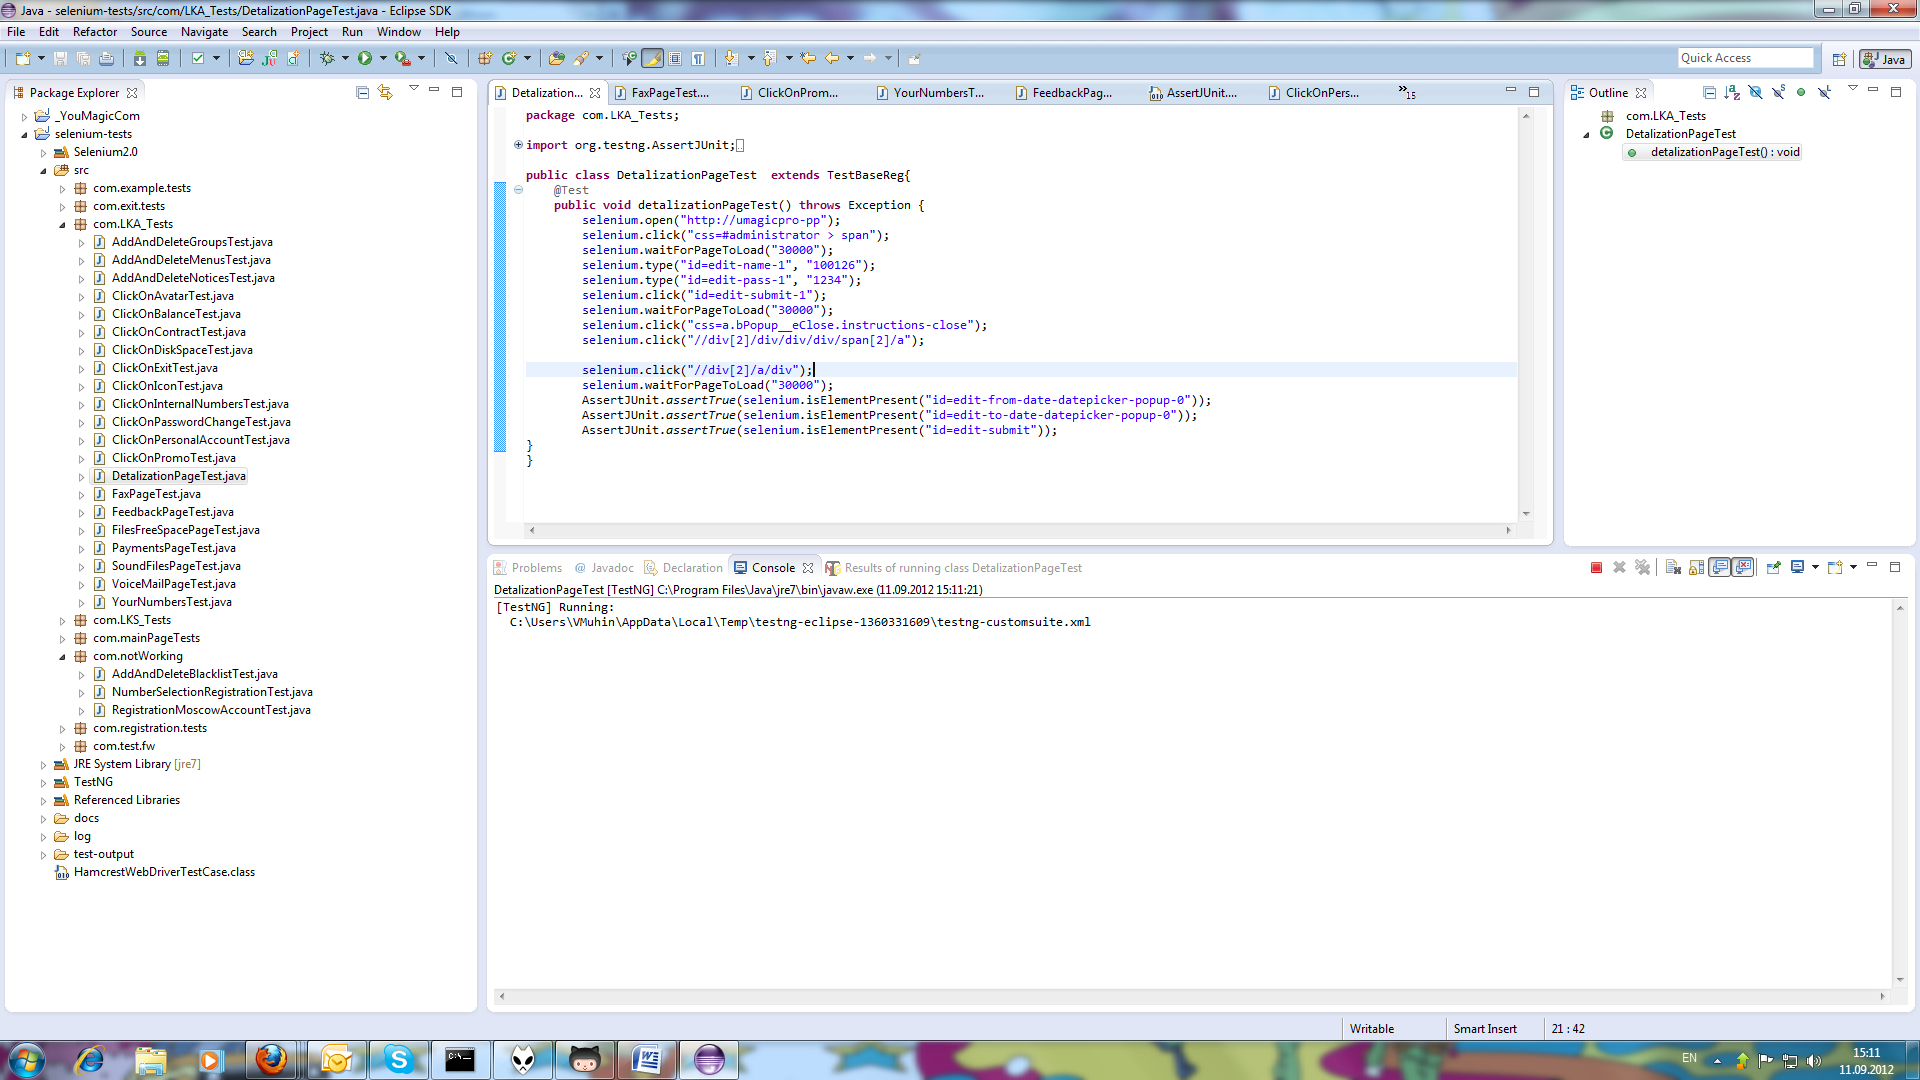 Java - selenium-tests/src/com/LKA_Tests/DetalizationPageTest.java - Eclipse SDK
File Edit Refactor Source Navigate Search Project Run Window Help
Quick Access
Java
Package Explorer
_YouMagicCom
selenium-tests
Selenium2.0
src
com.example.tests
com.exit.tests
com.LKA_Tests
AddAndDeleteGroupsTest.java
AddAndDeleteMenusTest.java
AddAndDeleteNoticesTest.java
ClickOnAvatarTest.java
ClickOnBalanceTest.java
ClickOnContractTest.java
ClickOnDiskSpaceTest.java
ClickOnExitTest.java
ClickOnIconTest.java
ClickOnInternalNumbersTest.java
ClickOnPasswordChangeTest.java
ClickOnPersonalAccountTest.java
ClickOnPromoTest.java
DetalizationPageTest.java
FaxPageTest.java
FeedbackPageTest.java
FilesFreeSpacePageTest.java
PaymentsPageTest.java
SoundFilesPageTest.java
VoiceMailPageTest.java
YourNumbersTest.java
com.LKS_Tests
com.mainPageTests
com.notWorking
AddAndDeleteBlacklistTest.java
NumberSelectionRegistrationTest.java
RegistrationMoscowAccountTest.java
com.registration.tests
com.test.fw
JRE System Library [jre7]
TestNG
Referenced Libraries
docs
log
test-output
HamcrestWebDriverTestCase.class
Detalization... FaxPageTest.... ClickOnProm... YourNumbersT... FeedbackPag... AssertJUnit.... ClickOnPers... »15
package com.LKA_Tests;
import org.testng.AssertJUnit;
public class DetalizationPageTest  extends TestBaseReg{
@Test
public void detalizationPageTest() throws Exception {
selenium.open("http://umagicpro-pp");
selenium.click("css=#administrator > span");
selenium.waitForPageToLoad("30000");
selenium.type("id=edit-name-1", "100126");
selenium.type("id=edit-pass-1", "1234");
selenium.click("id=edit-submit-1");
selenium.waitForPageToLoad("30000");
selenium.click("css=a.bPopup__eClose.instructions-close");
selenium.click("//div[2]/div/div/div/span[2]/a");
selenium.click("//div[2]/a/div");
selenium.waitForPageToLoad("30000");
AssertJUnit.assertTrue(selenium.isElementPresent("id=edit-from-date-datepicker-popup-0"));
AssertJUnit.assertTrue(selenium.isElementPresent("id=edit-to-date-datepicker-popup-0"));
AssertJUnit.assertTrue(selenium.isElementPresent("id=edit-submit"));
}
}
Outline
com.LKA_Tests
DetalizationPageTest
detalizationPageTest() : void
Problems @ Javadoc Declaration Console Results of running class DetalizationPageTest
DetalizationPageTest [TestNG] C:\Program Files\Java\jre7\bin\javaw.exe (11.09.2012 15:11:21)
[TestNG] Running:
C:\Users\VMuhin\AppData\Local\Temp\testng-eclipse-1360331609\testng-customsuite.xml
Writable Smart Insert 21 : 42
EN
15:11
11.09.2012